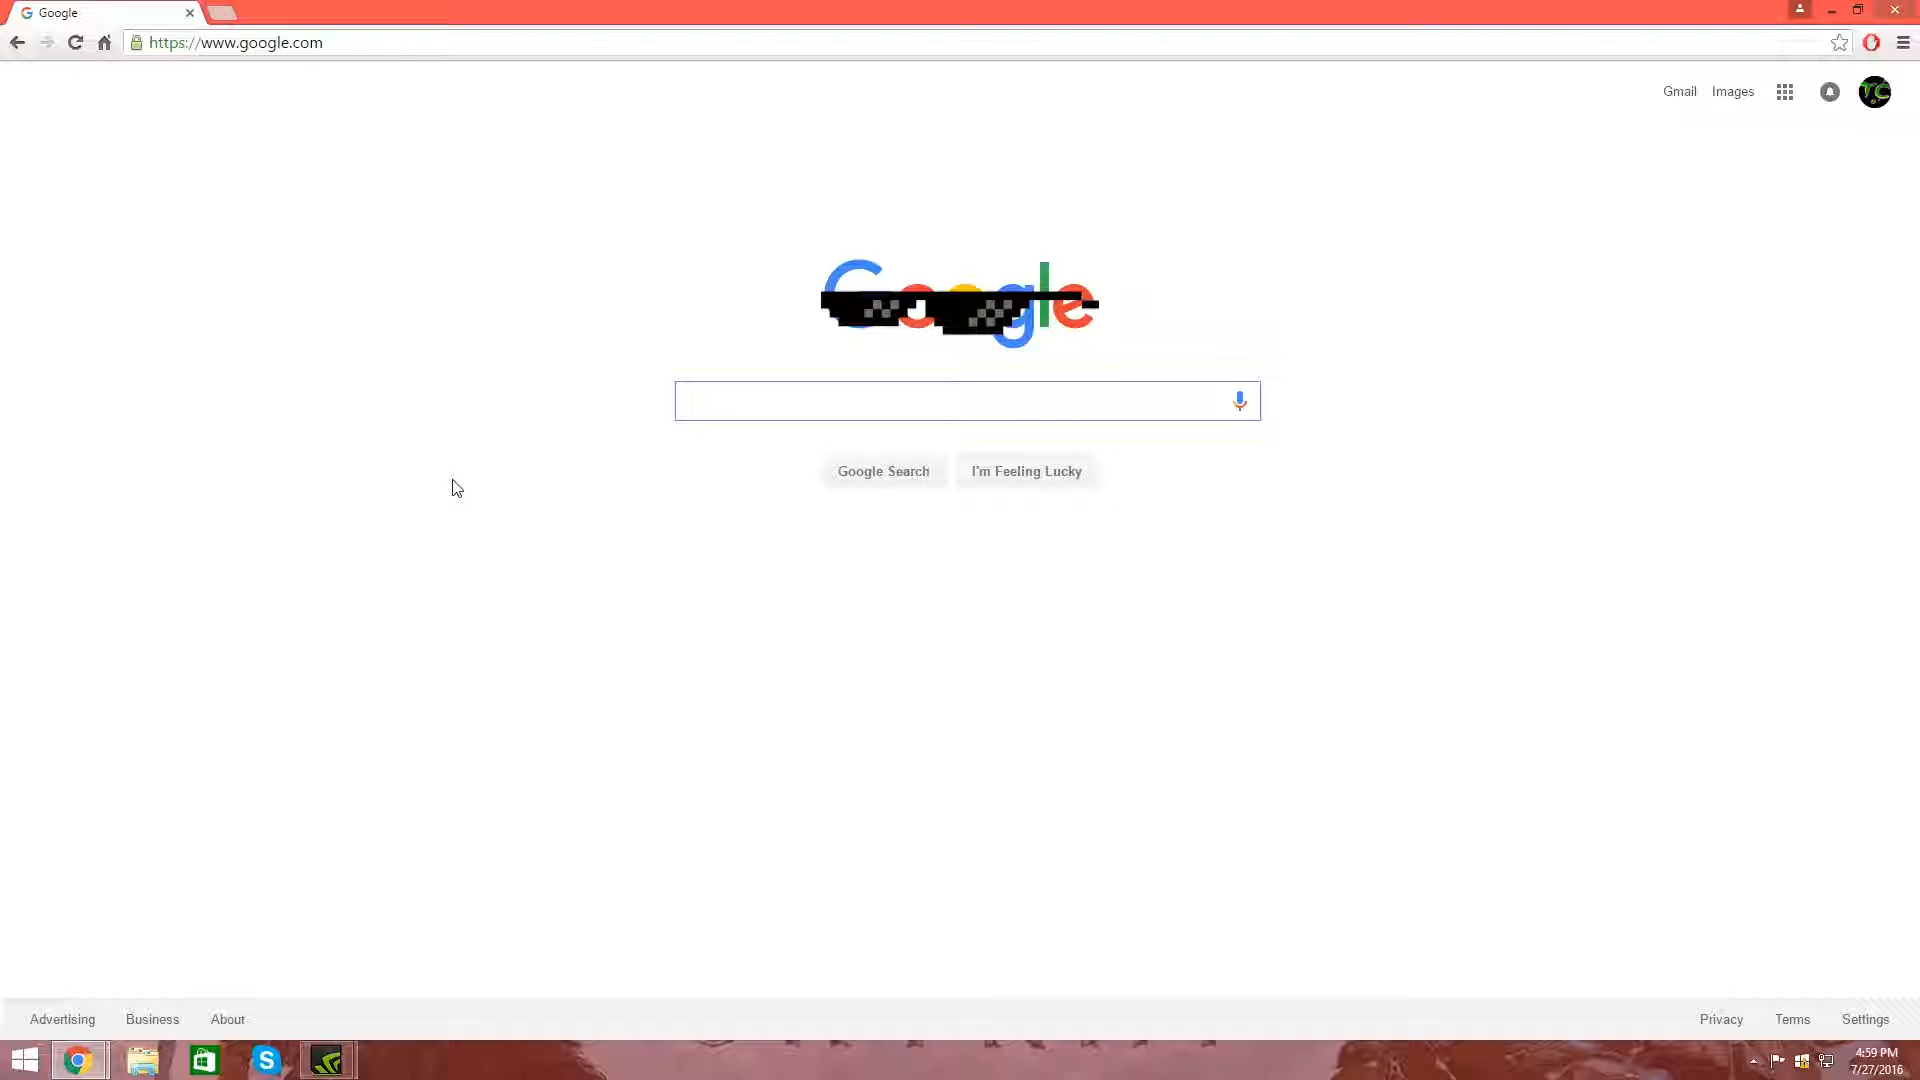 Google
https://www.google.com
Gmail Images
TC
Google
Google Search I'm Feeling Lucky
Advertising Business About
Privacy Terms Settings
4:59 PM
7/27/2016